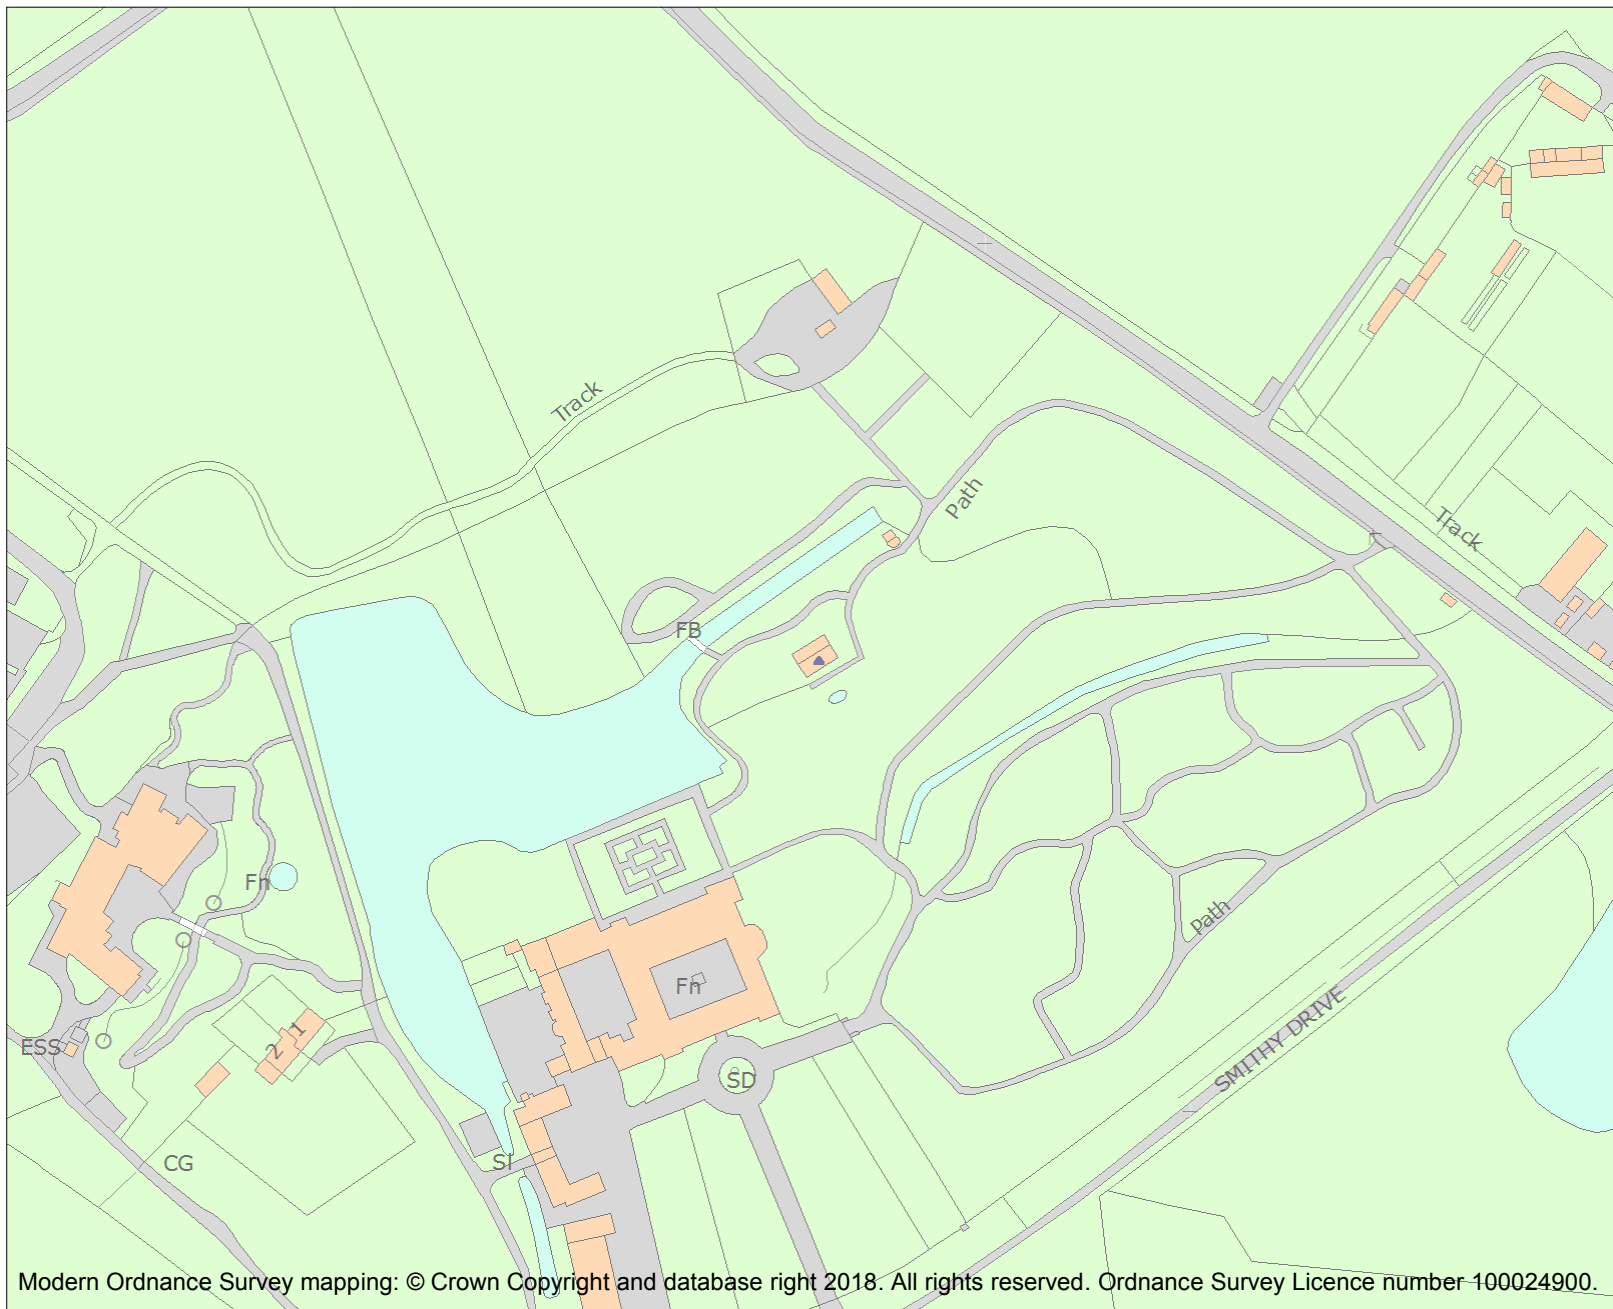 Track
Path
Track
FB
Fn
Path
Fn
SMITHY DRIVE
1
2
ESS
SD
CG
Sl
Modern Ordnance Survey mapping: © Crown Copyright and database right 2018. All rights reserved. Ordnance Survey Licence number 100024900.